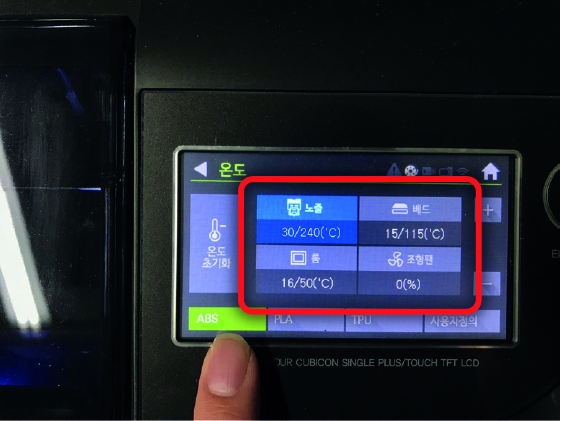 온도
노즐
베드
30/240(°C)
15/115(°C)
온도
초기화
룸
조형팬
16/50(°C)
0(%)
+
−
ABS
PLA
TPU
사용자정의
OUR CUBICON SINGLE PLUS/TOUCH TFT LCD